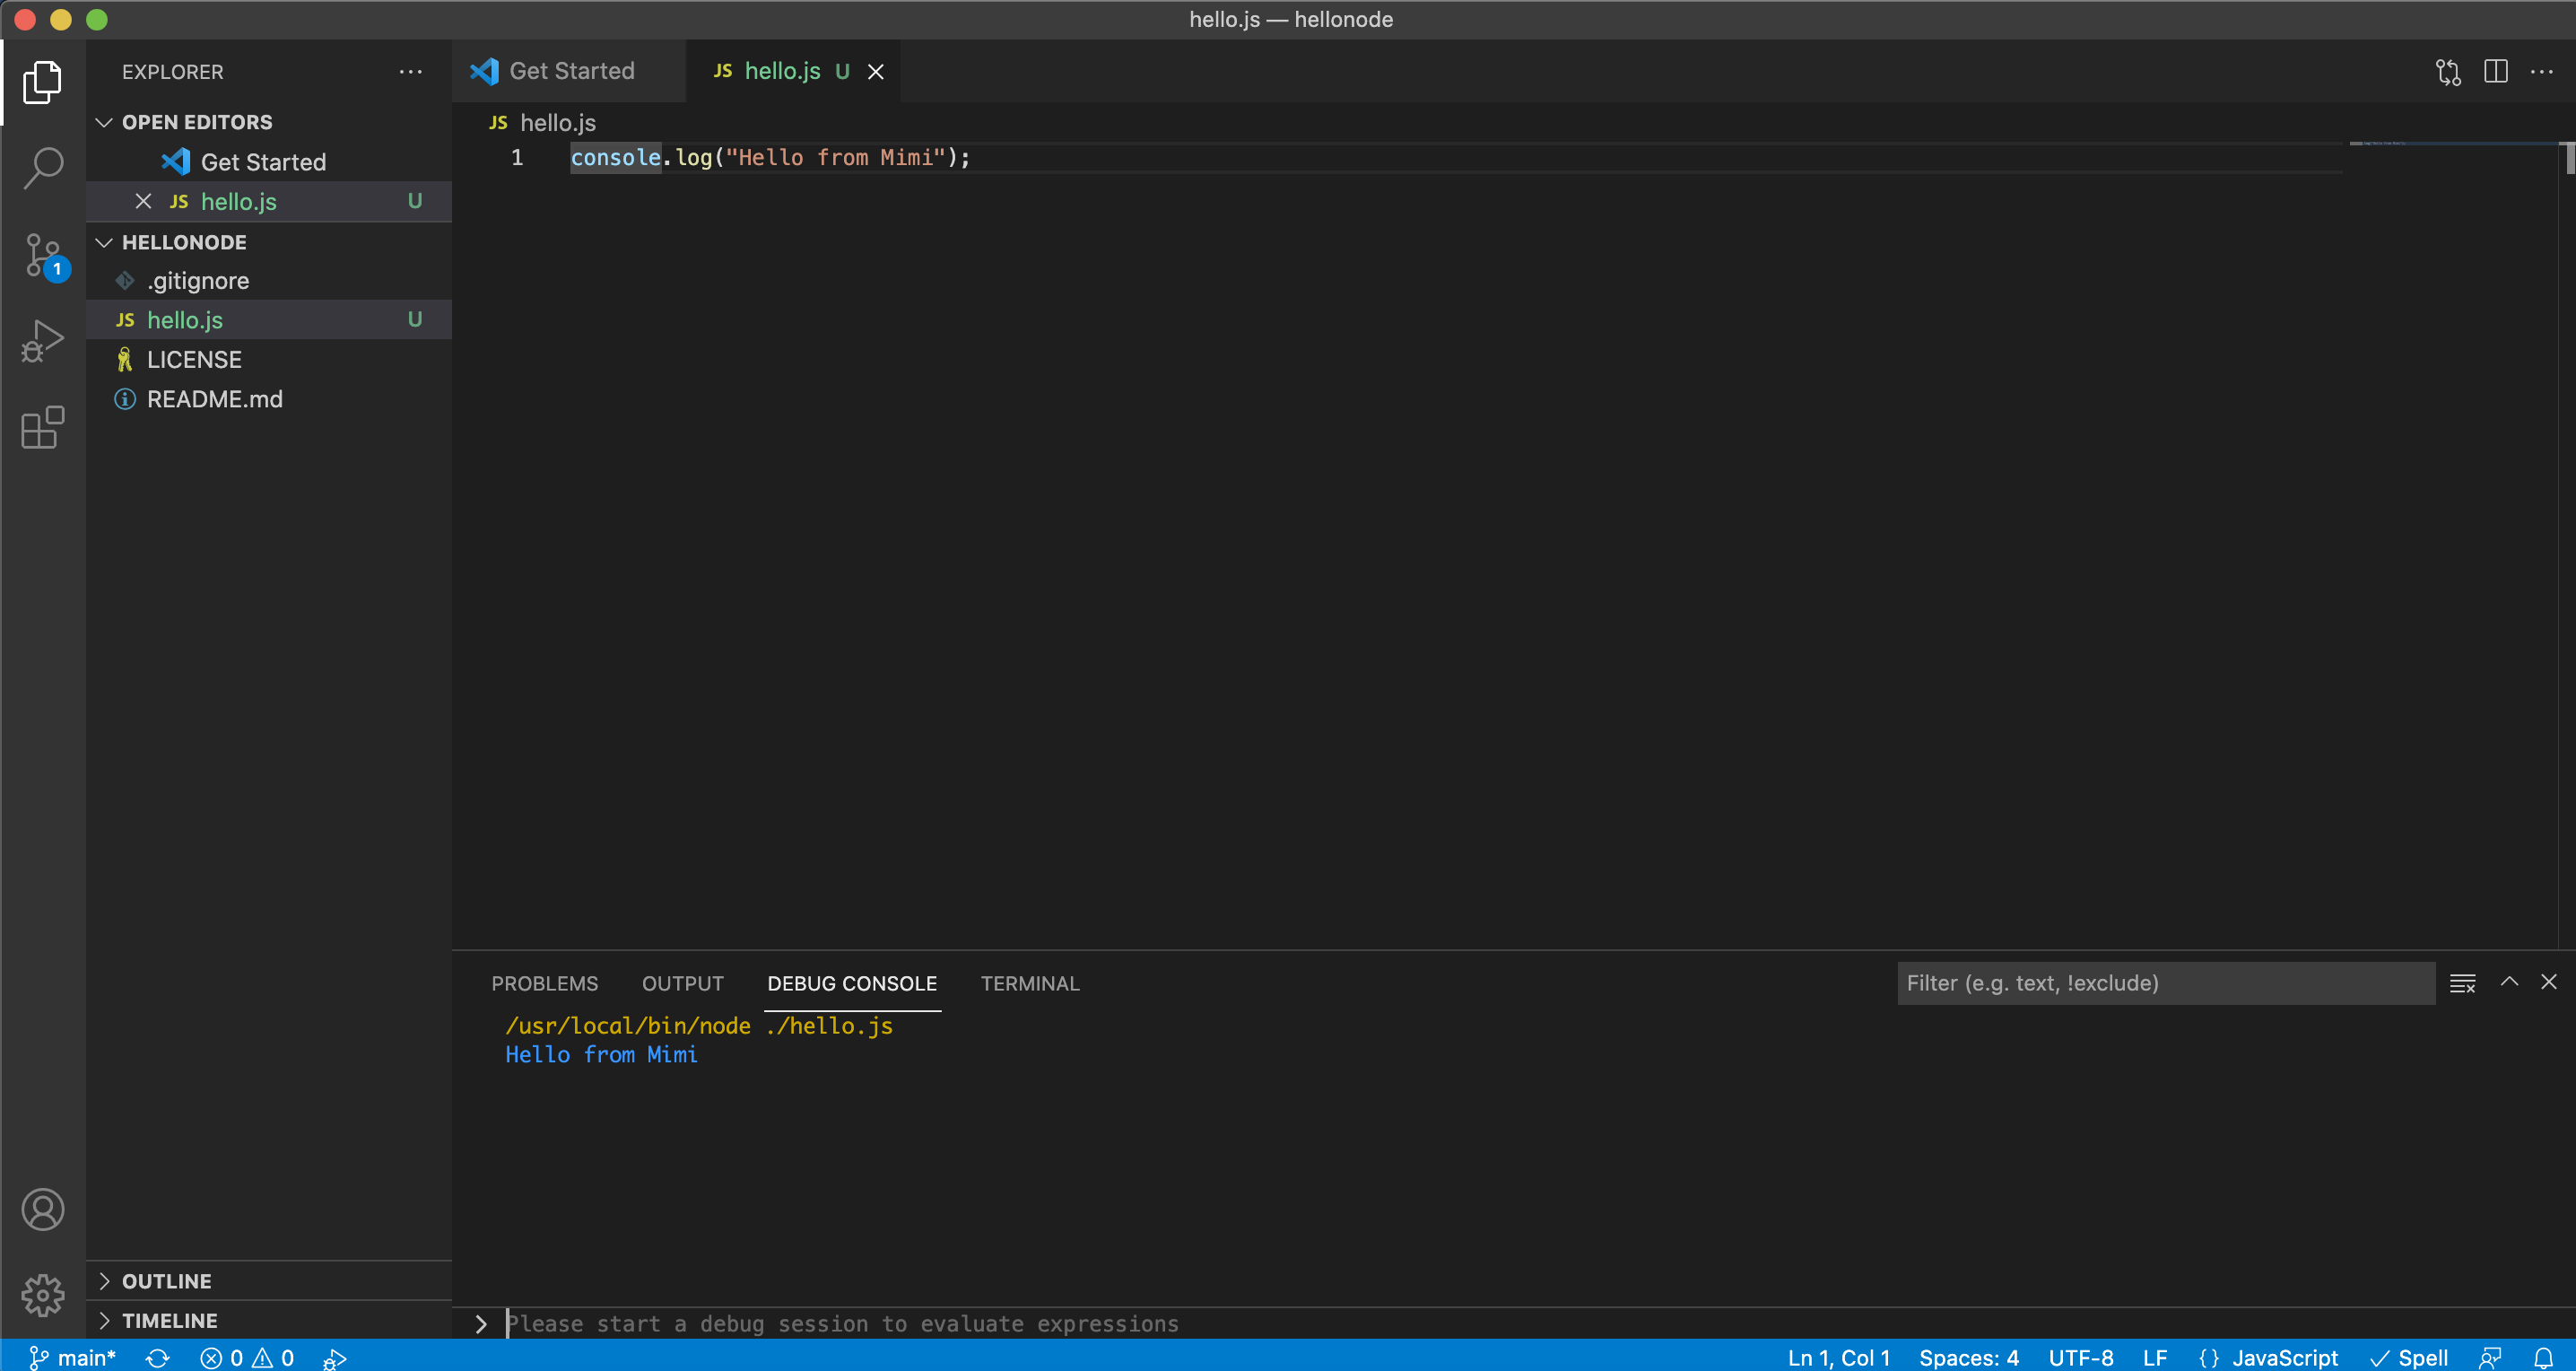 hello.js — hellonode
EXPLORER
OPEN EDITORS
Get Started
JS hello.js U
HELLONODE
.gitignore
JS hello.js U
LICENSE
README.md
OUTLINE
TIMELINE
1
Get Started
JS hello.js U
JS hello.js
1 console.log("Hello from Mimi");
PROBLEMS OUTPUT DEBUG CONSOLE TERMINAL
Filter (e.g. text, !exclude)
/usr/local/bin/node ./hello.js
Hello from Mimi
Please start a debug session to evaluate expressions
main* 0 0 Ln 1, Col 1 Spaces: 4 UTF-8 LF {} JavaScript Spell